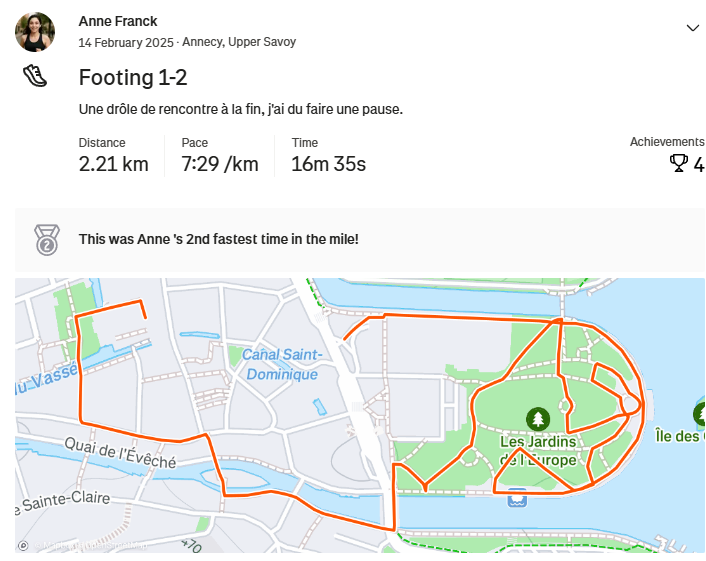 Anne Franck
14 February 2025 · Annecy, Upper Savoy
Footing 1-2
Une drôle de rencontre à la fin, j'ai du faire une pause.
Distance
2.21 km
Pace
7:29 /km
Time
16m 35s
Achievements
4
2
This was Anne 's 2nd fastest time in the mile!
Canal Saint-
Dominique
du Vassé
Quai de l'Évêché
e Sainte-Claire
Les Jardins
de l'Europe
Île des